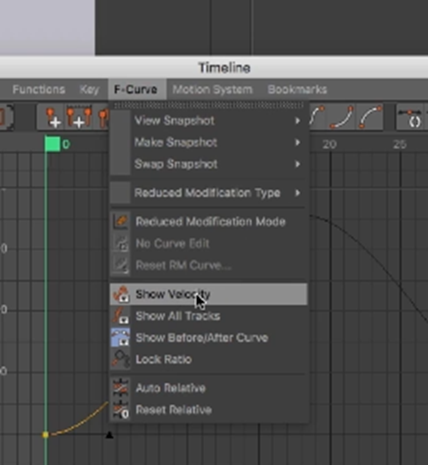 Timeline
Functions Key F-Curve Motion System Bookmarks
0 20 25
View Snapshot
Make Snapshot
Swap Snapshot
Reduced Modification Type
Reduced Modification Mode
No Curve Edit
Reset RM Curve...
Show Velocity
Show All Tracks
Show Before/After Curve
Lock Ratio
Auto Relative
Reset Relative